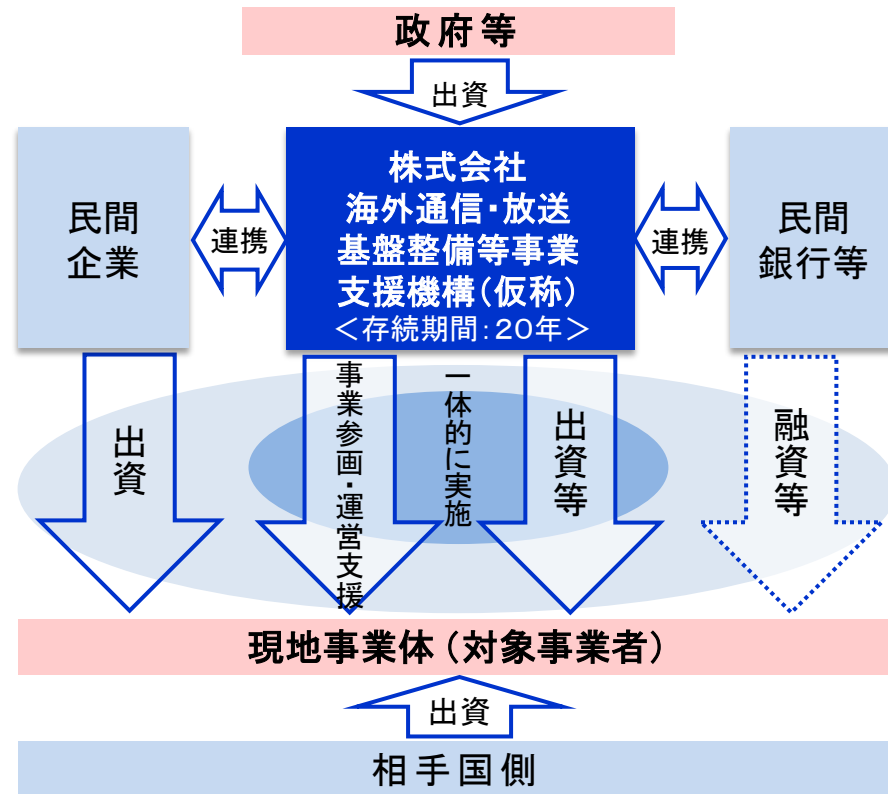 政府等
出資
民間
企業
連携
株式会社
海外通信・放送
基盤整備等事業
支援機構（仮称）
＜存続期間：２０年＞
連携
民間
銀行等
出資
事業参画・運営支援
一体的に実施
出資等
融資等
現地事業体（対象事業者）
出資
相手国側